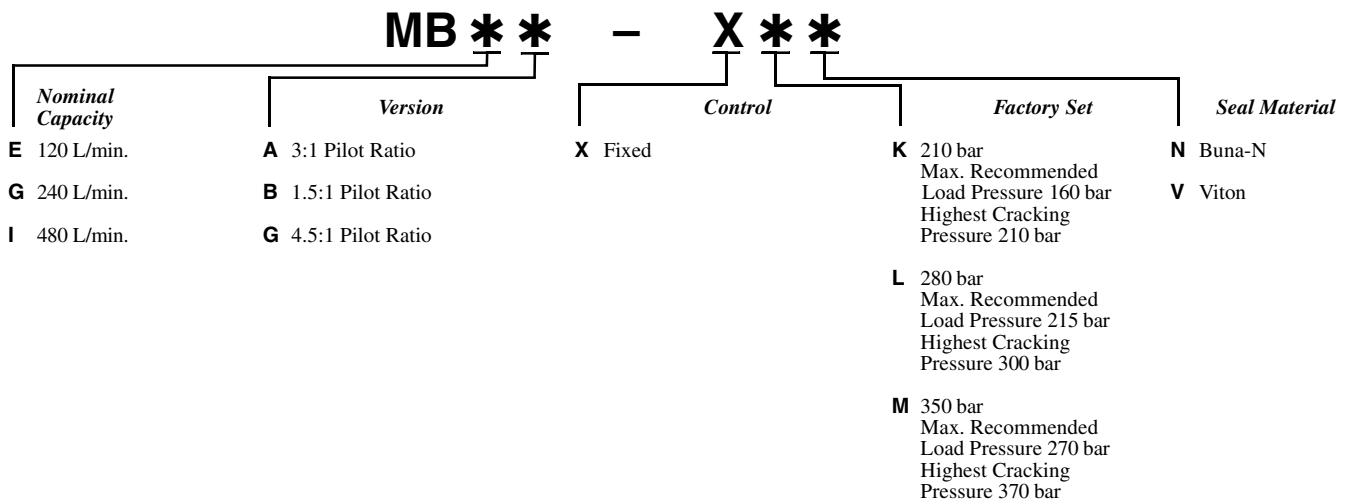 MB ✱ ✱ – X ✱ ✱
Nominal
Capacity
E 120 L/min.
G 240 L/min.
I 480 L/min.
Version
A 3:1 Pilot Ratio
B 1.5:1 Pilot Ratio
G 4.5:1 Pilot Ratio
Control
X Fixed
Factory Set
K 210 bar
Max. Recommended
Load Pressure 160 bar
Highest Cracking
Pressure 210 bar
L 280 bar
Max. Recommended
Load Pressure 215 bar
Highest Cracking
Pressure 300 bar
M 350 bar
Max. Recommended
Load Pressure 270 bar
Highest Cracking
Pressure 370 bar
Seal Material
N Buna-N
V Viton